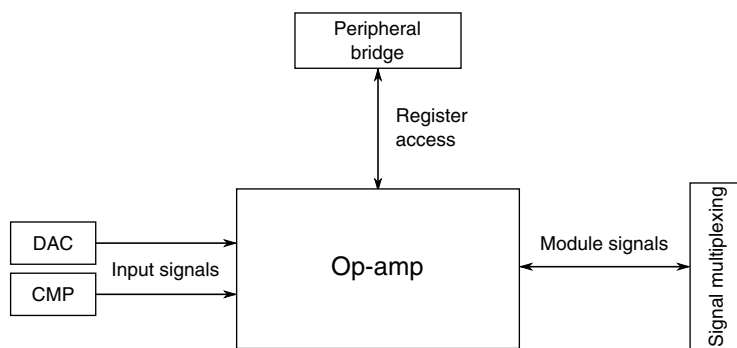 Peripheral
bridge
Register
access
DAC
Input signals
CMP
Op-amp
Module signals
Signal multiplexing